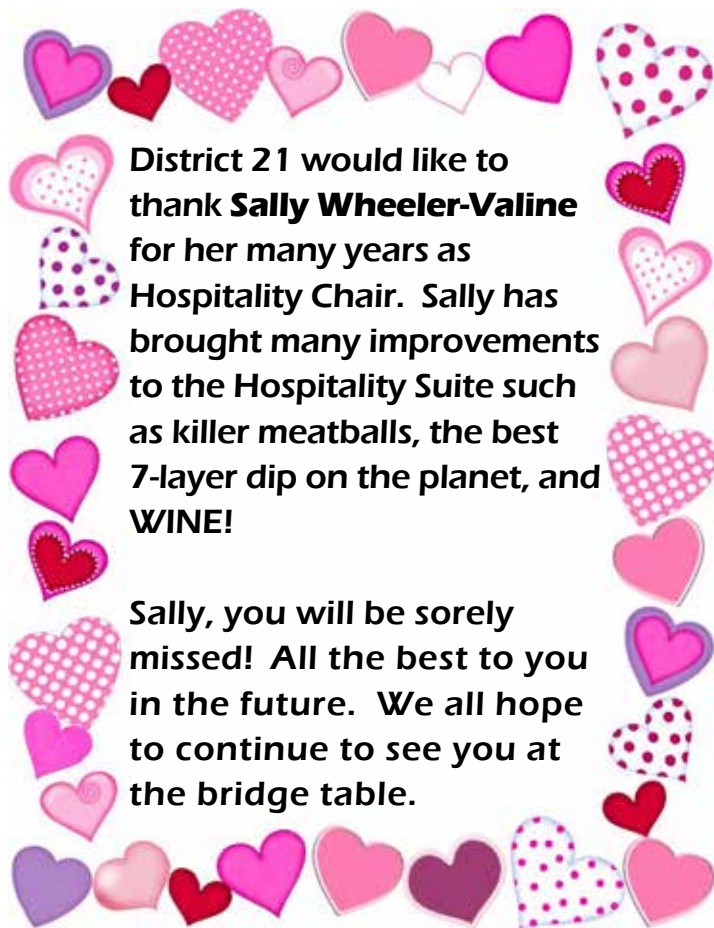 District 21 would like to
thank Sally Wheeler-Valine
for her many years as
Hospitality Chair.  Sally has
brought many improvements
to the Hospitality Suite such
as killer meatballs, the best
7-layer dip on the planet, and
WINE!
Sally, you will be sorely
missed!  All the best to you
in the future.  We all hope
to continue to see you at
the bridge table.